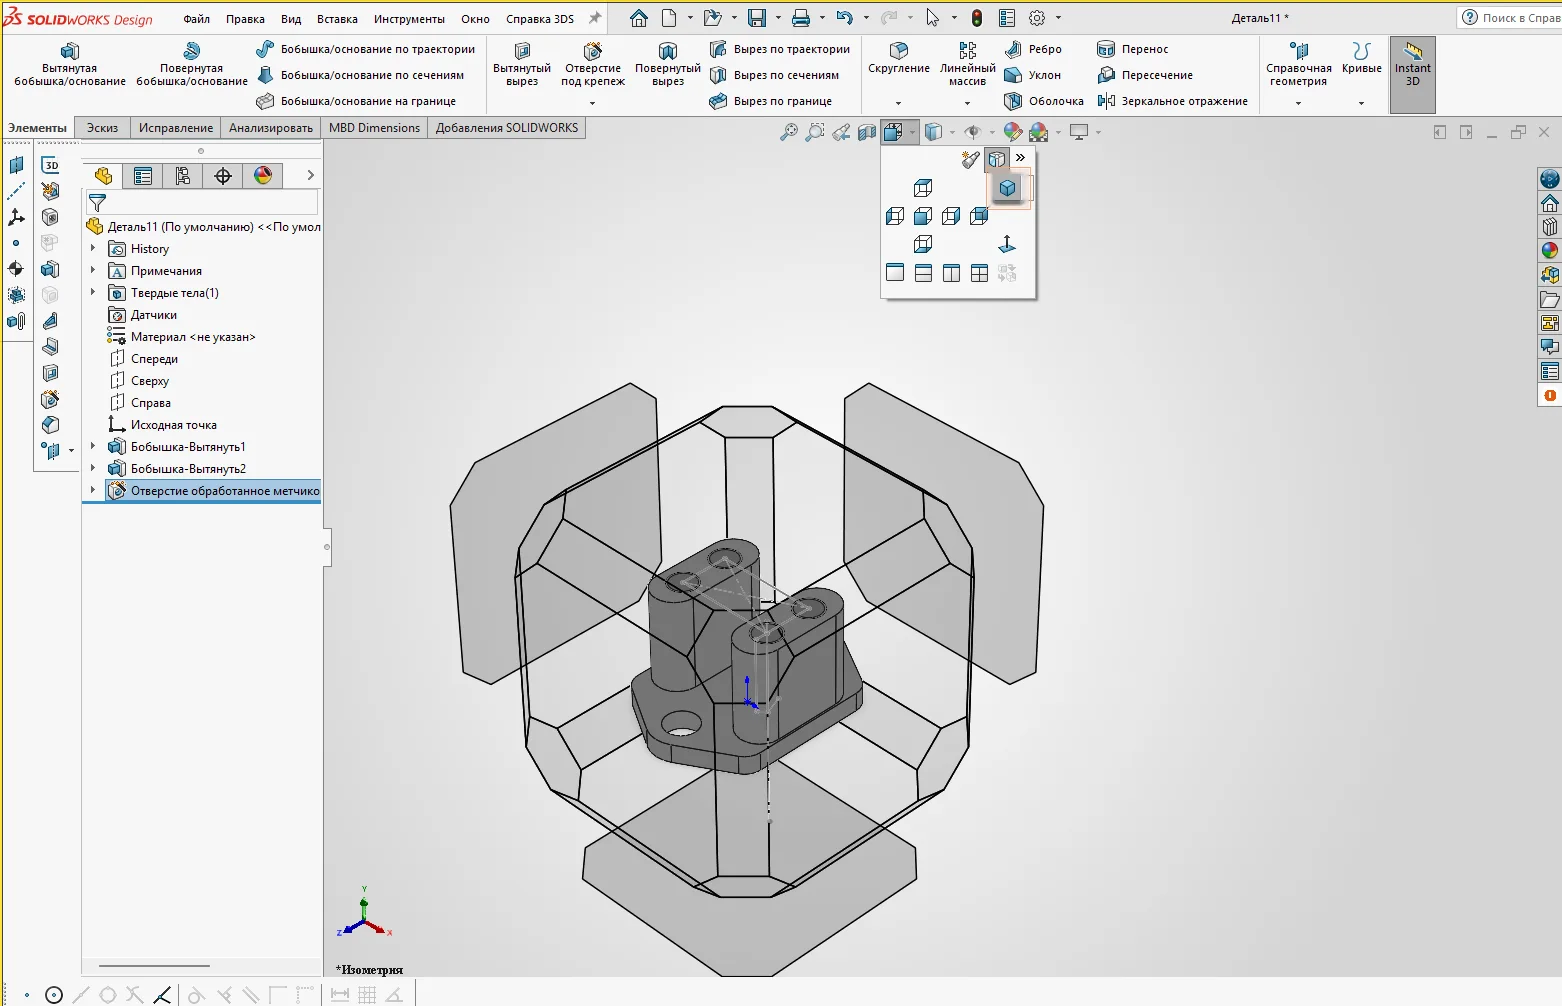 SOLIDWORKS Design
Файл Правка Вид Вставка Инструменты Окно Справка 3DS
Деталь11 *
Поиск в Справ
Вытянутая
бобышка/основание
Повернутая
бобышка/основание
Бобышка/основание по траектории
Бобышка/основание по сечениям
Бобышка/основание на границе
Вытянутый
вырез
Отверстие
под крепеж
Повернутый
вырез
Вырез по траектории
Вырез по сечениям
Вырез по границе
Скругление
Линейный
массив
Ребро
Уклон
Оболочка
Перенос
Пересечение
Зеркальное отражение
Справочная
геометрия
Кривые
Instant
3D
Элементы Эскиз Исправление Анализировать MBD Dimensions Добавления SOLIDWORKS
3D
Деталь11 (По умолчанию) <<По умол
History
A Примечания
Твердые тела(1)
Датчики
Материал <не указан>
Спереди
Сверху
Справа
Исходная точка
Бобышка-Вытянуть1
Бобышка-Вытянуть2
Отверстие обработанное метчико
Y
Z X
*Изометрия